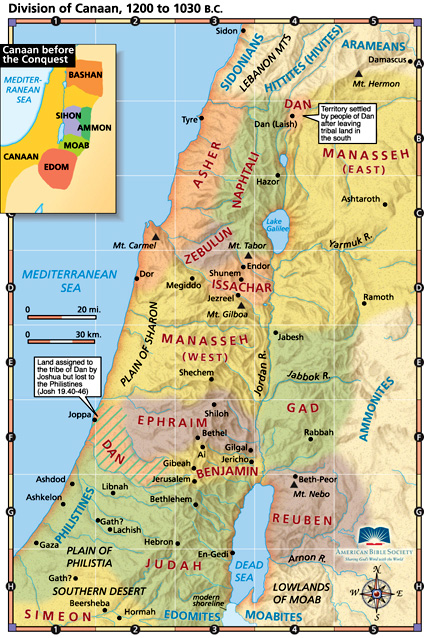 Division of Canaan, 1200 to 1030 B.C.
Canaan before
the Conquest
MEDITER-
RANEAN
SEA
BASHAN
SIHON
AMMON
MOAB
CANAAN
EDOM
1
2
3
4
5
Sidon
SIDONIANS
LEBANON MTS
HITTITES (HIVITES)
ARAMEANS
Damascus
A
Mt. Hermon
Tyre
DAN
Dan (Laish)
Territory settled
by people of Dan
after leaving
tribal land in
the south
B
ASHER
NAPHTALI
MANASSEH
(EAST)
Hazor
Ashtaroth
C
C
Lake
Galilee
Mt. Carmel
ZEBULUN
Mt. Tabor
Yarmuk R.
MEDITERRANEAN
SEA
Dor
Megiddo
Endor
Shunem
ISSACHAR
Jezreel
Mt. Gilboa
Ramoth
D
D
0
20 mi.
0
30 km.
PLAIN OF SHARON
MANASSEH
(WEST)
Jabesh
Jordan R.
E
E
Land assigned to
the tribe of Dan by
Joshua but lost to
the Philistines
(Josh 19.40-46)
Shechem
Jabbok R.
AMMONITES
Joppa
EPHRAIM
Shiloh
GAD
DAN
Bethel
Ai
Rabbah
F
F
Gilgal
Jericho
Gibeah
BENJAMIN
Jerusalem
Beth-Peor
Mt. Nebo
Ashdod
Libnah
Ashkelon
PHILISTINES
Bethlehem
REUBEN
G
G
Gath?
Lachish
Gaza
Hebron
En-Gedi
AMERICAN BIBLE SOCIETY
Sharing God's Word with the World
PLAIN OF
PHILISTIA
JUDAH
DEAD
SEA
Arnon R.
Gath?
SOUTHERN DESERT
LOWLANDS
OF MOAB
N
W
E
S
H
H
Beersheba
Hormah
modern
shoreline
SIMEON
EDOMITES
MOABITES
1
2
3
4
5